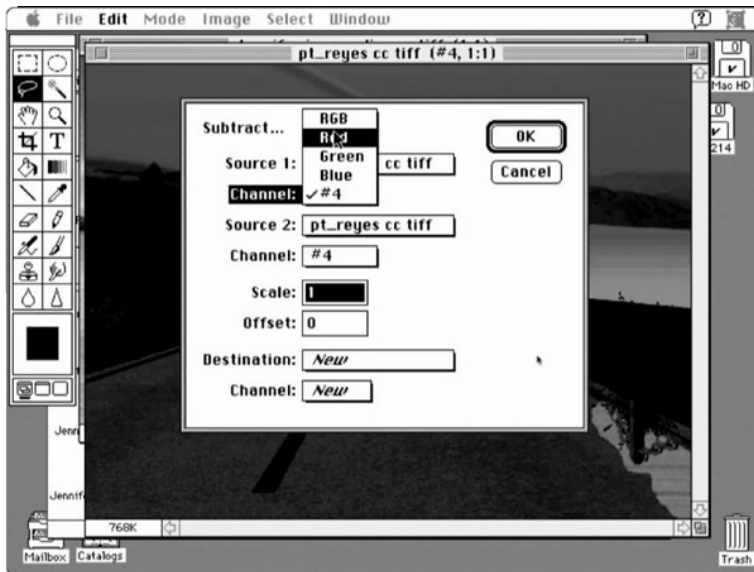 File Edit Mode Image Select Window
pt_reyes cc tiff (#4, 1:1)
Mac HD
214
Subtract...
RGB
Red
Green
Blue
✓#4
Source 1: cc tiff
Channel:
Source 2: pt_reyes cc tiff
Channel: #4
Scale: 1
Offset: 0
Destination: New
Channel: New
OK
Cancel
Jenn
Jennif
768K
Mailbox
Catalogs
Trash